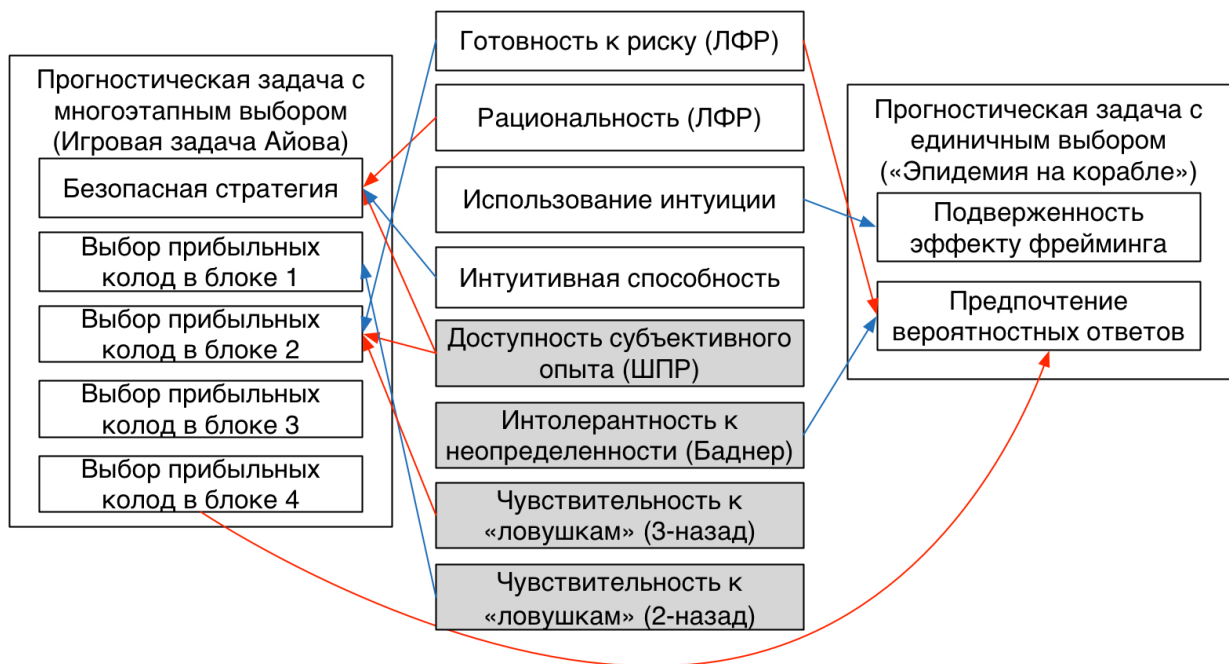 Прогностическая задача с
многоэтапным выбором
(Игровая задача Айова)
Безопасная стратегия
Выбор прибыльных
колод в блоке 1
Выбор прибыльных
колод в блоке 2
Выбор прибыльных
колод в блоке 3
Выбор прибыльных
колод в блоке 4
Готовность к риску (ЛФР)
Рациональность (ЛФР)
Использование интуиции
Интуитивная способность
Доступность субъективного
опыта (ШПР)
Интолерантность к
неопределенности (Баднер)
Чувствительность к
«ловушкам» (3-назад)
Чувствительность к
«ловушкам» (2-назад)
Прогностическая задача с
единичным выбором
(«Эпидемия на корабле»)
Подверженность
эффекту фрейминга
Предпочтение
вероятностных ответов